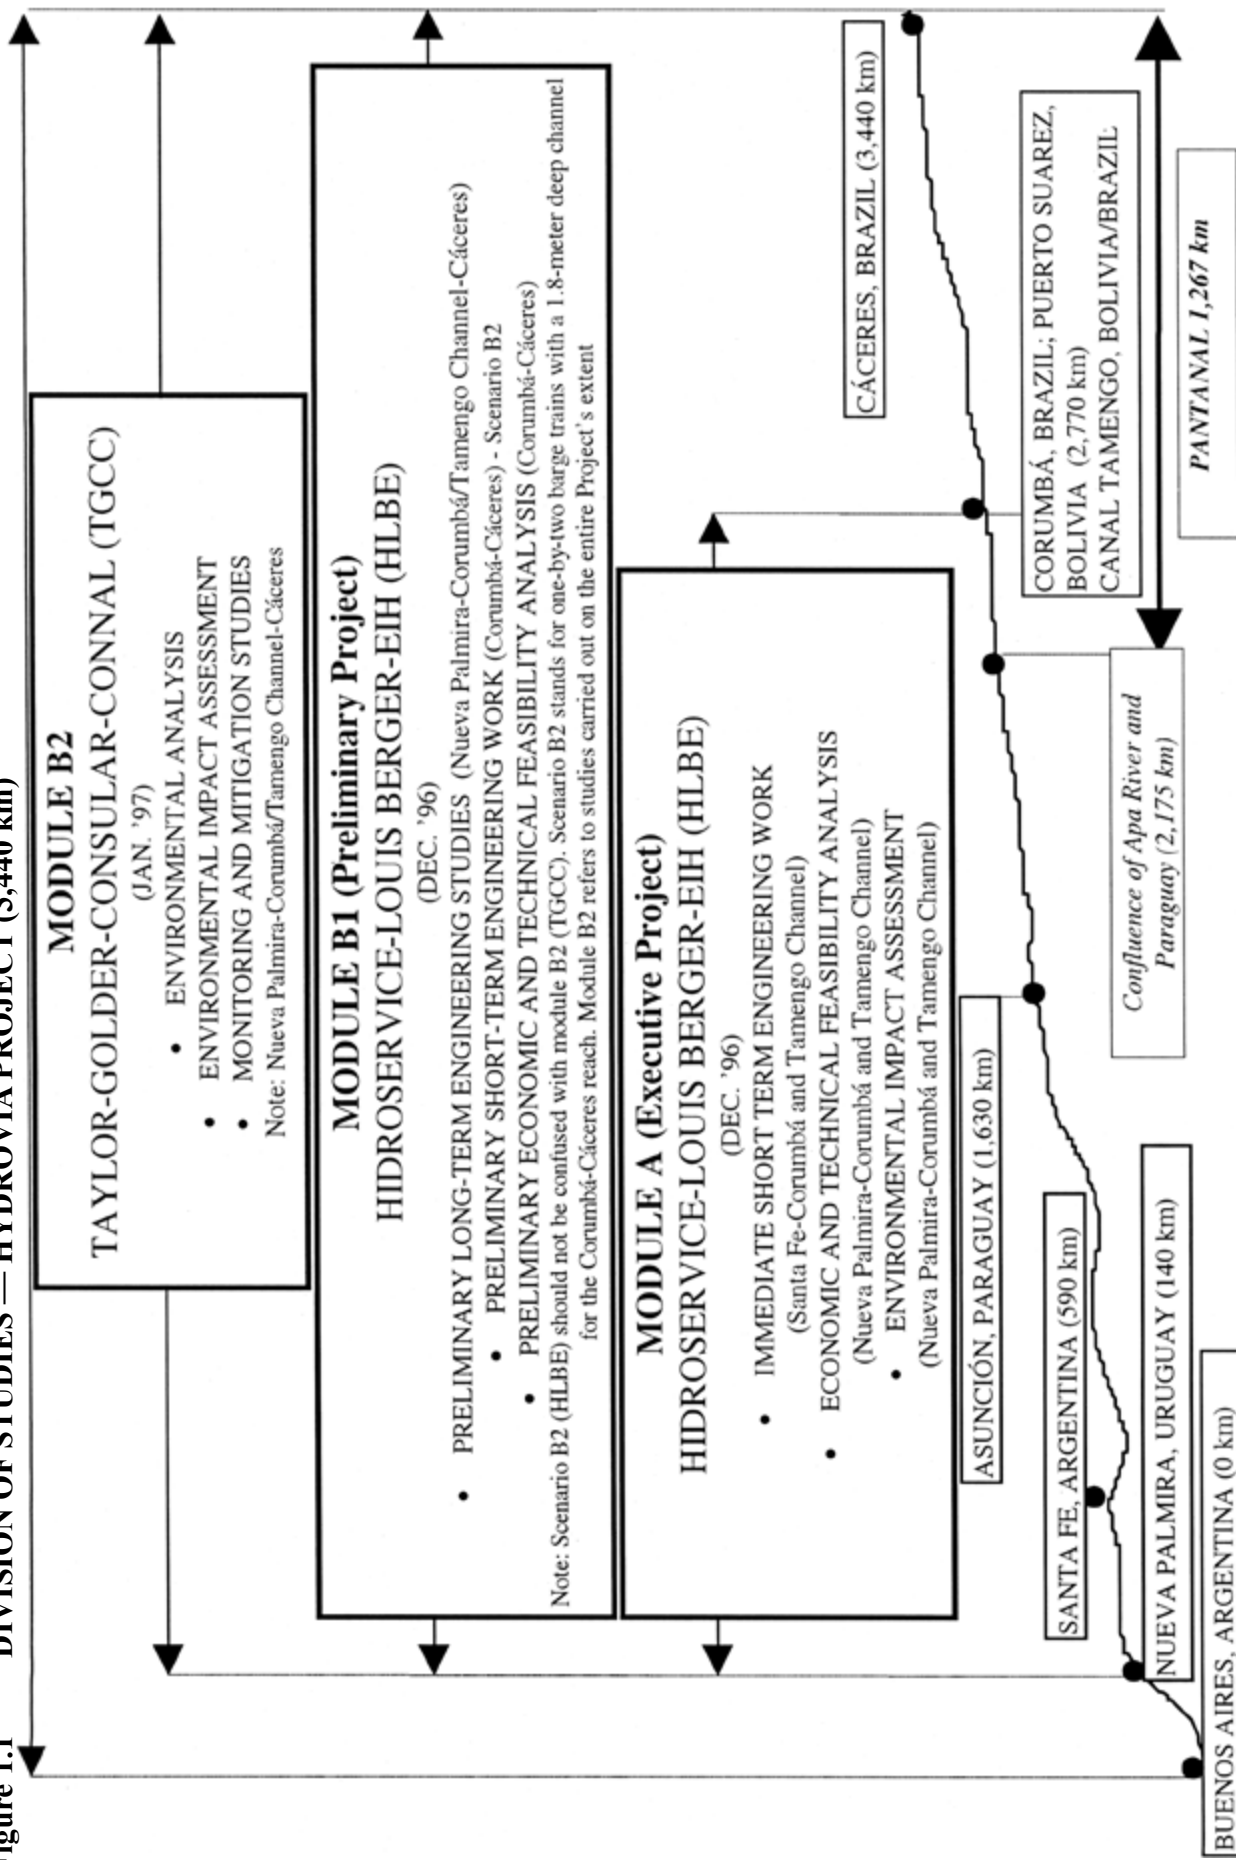 Figure 1.1 DIVISION OF STUDIES — HYDROVIA PROJECT (3,440 km)
MODULE B2
TAYLOR-GOLDER-CONSULAR-CONNAL (TGCC)
(JAN. '97)
• ENVIRONMENTAL ANALYSIS
• ENVIRONMENTAL IMPACT ASSESSMENT
• MONITORING AND MITIGATION STUDIES
Note: Nueva Palmira-Corumbá/Tamengo Channel-Cáceres
MODULE B1 (Preliminary Project)
HIDROSERVICE-LOUIS BERGER-EIH (HLBE)
(DEC. '96)
• PRELIMINARY LONG-TERM ENGINEERING STUDIES (Nueva Palmira-Corumbá/Tamengo Channel-Cáceres)
• PRELIMINARY SHORT-TERM ENGINEERING WORK (Corumbá-Cáceres) - Scenario B2
• PRELIMINARY ECONOMIC AND TECHNICAL FEASIBILITY ANALYSIS (Corumbá-Cáceres)
Note: Scenario B2 (HLBE) should not be confused with module B2 (TGCC). Scenario B2 stands for one-by-two barge trains with a 1.8-meter deep channel
for the Corumbá-Cáceres reach. Module B2 refers to studies carried out on the entire Project's extent
MODULE A (Executive Project)
HIDROSERVICE-LOUIS BERGER-EIH (HLBE)
(DEC. '96)
• IMMEDIATE SHORT TERM ENGINEERING WORK
(Santa Fe-Corumbá and Tamengo Channel)
• ECONOMIC AND TECHNICAL FEASIBILITY ANALYSIS
(Nueva Palmira-Corumbá and Tamengo Channel)
• ENVIRONMENTAL IMPACT ASSESSMENT
(Nueva Palmira-Corumbá and Tamengo Channel)
CÁCERES, BRAZIL (3,440 km)
ASUNCIÓN, PARAGUAY (1,630 km)
CORUMBÁ, BRAZIL; PUERTO SUAREZ,
BOLIVIA (2,770 km)
CANAL TAMENGO, BOLIVIA/BRAZIL
SANTA FE, ARGENTINA (590 km)
Confluence of Apa River and
Paraguay (2,175 km)
NUEVA PALMIRA, URUGUAY (140 km)
PANTANAL 1,267 km
BUENOS AIRES, ARGENTINA (0 km)